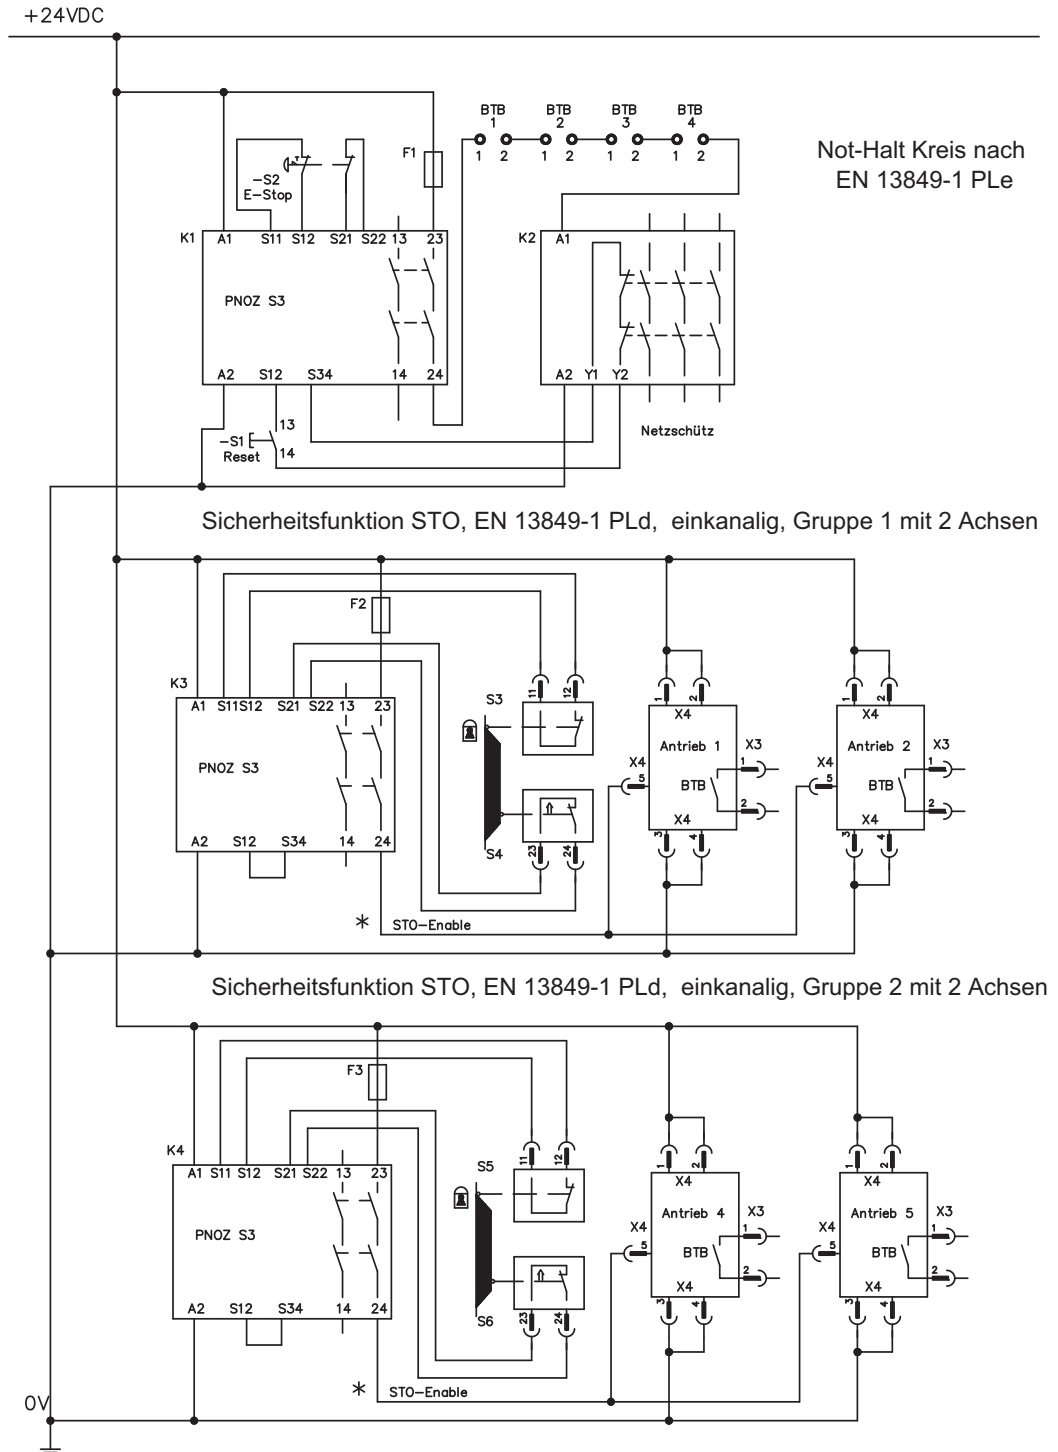 +24VDC
BTB 1 BTB 2 BTB 3 BTB 4
1 2 1 2 1 2 1 2
Not-Halt Kreis nach
EN 13849-1 PLe
F1
-S2
E-Stop
K1 A1 S11 S12 S21 S22 13 23
K2 A1
PNOZ S3
A2 S12 S34 14 24
A2 Y1 Y2
13
-S1
Reset
14
Netzschütz
Sicherheitsfunktion STO, EN 13849-1 PLd, einkanalig, Gruppe 1 mit 2 Achsen
F2
K3
A1 S11 S12 S21 S22 13 23
S3
11 12
1 2
1 2
X4
X4
PNOZ S3
Antrieb 1
X3
Antrieb 2
X3
X4
5
BTB
1
2
X4
5
BTB
1
2
X4
X4
A2 S12 S34 14 24
S4
23 24
3 4
3 4
* STO-Enable
Sicherheitsfunktion STO, EN 13849-1 PLd, einkanalig, Gruppe 2 mit 2 Achsen
F3
K4
A1 S11 S12 S21 S22 13 23
S5
11 12
1 2
1 2
X4
X4
PNOZ S3
Antrieb 4
X3
Antrieb 5
X3
X4
5
BTB
1
2
X4
5
BTB
1
2
X4
X4
A2 S12 S34 14 24
S6
23 24
3 4
3 4
* STO-Enable
0V